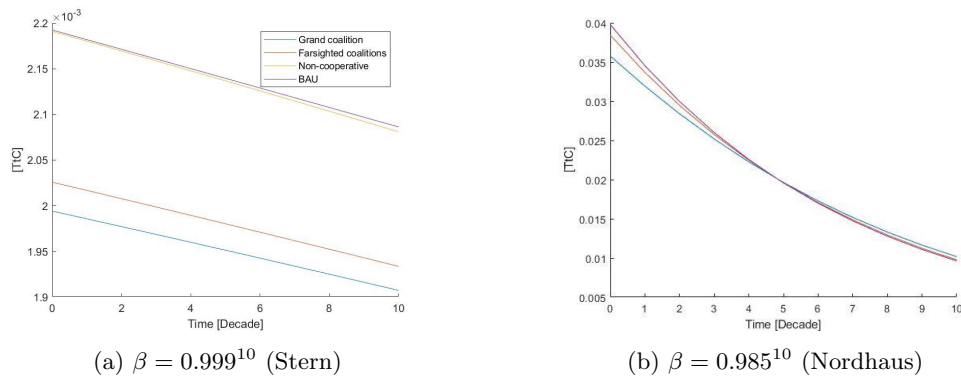 ×10⁻³
2.2
2.15
2.1
2.05
2
1.95
1.9
[TtC]
0 2 4 6 8 10
Time [Decade]
Grand coalition
Farsighted coalitions
Non-cooperative
BAU
(a) β = 0.999¹⁰ (Stern)
0.04
0.035
0.03
0.025
0.02
0.015
0.01
0.005
[TtC]
0 1 2 3 4 5 6 7 8 9 10
Time [Decade]
(b) β = 0.985¹⁰ (Nordhaus)